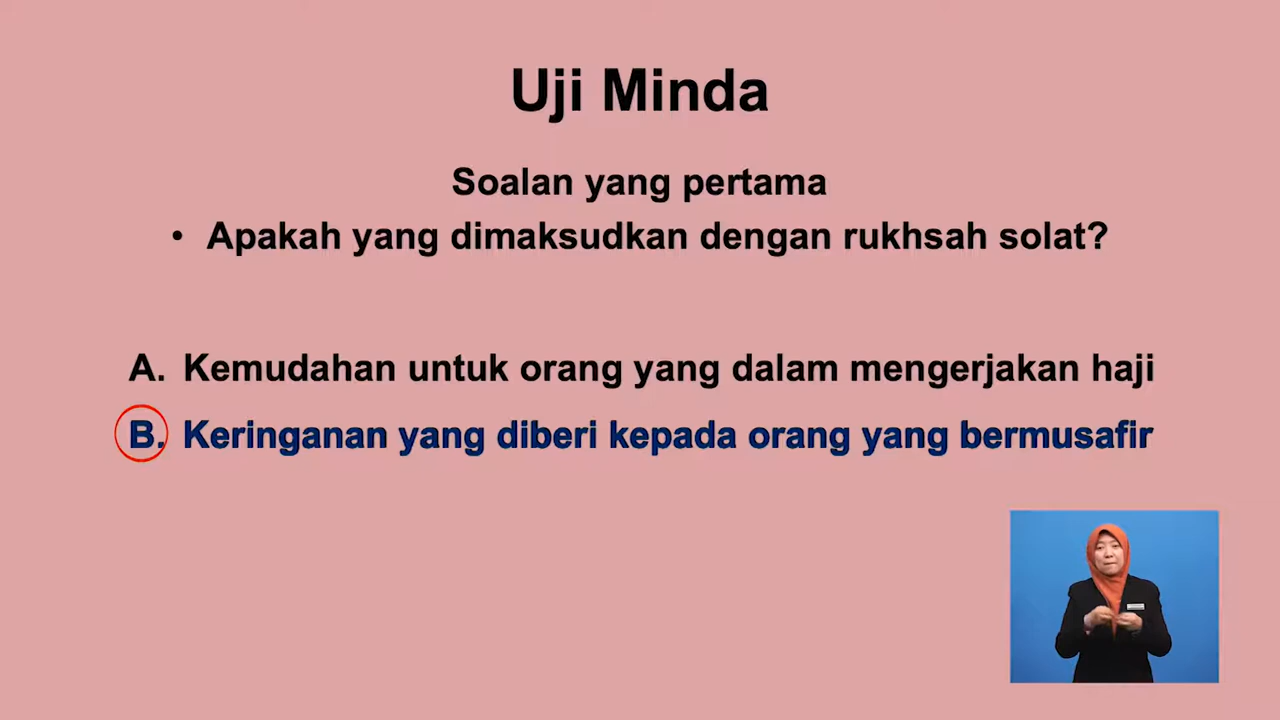 Uji Minda
Soalan yang pertama
• Apakah yang dimaksudkan dengan rukhsah solat?
A. Kemudahan untuk orang yang dalam mengerjakan haji
B. Keringanan yang diberi kepada orang yang bermusafir